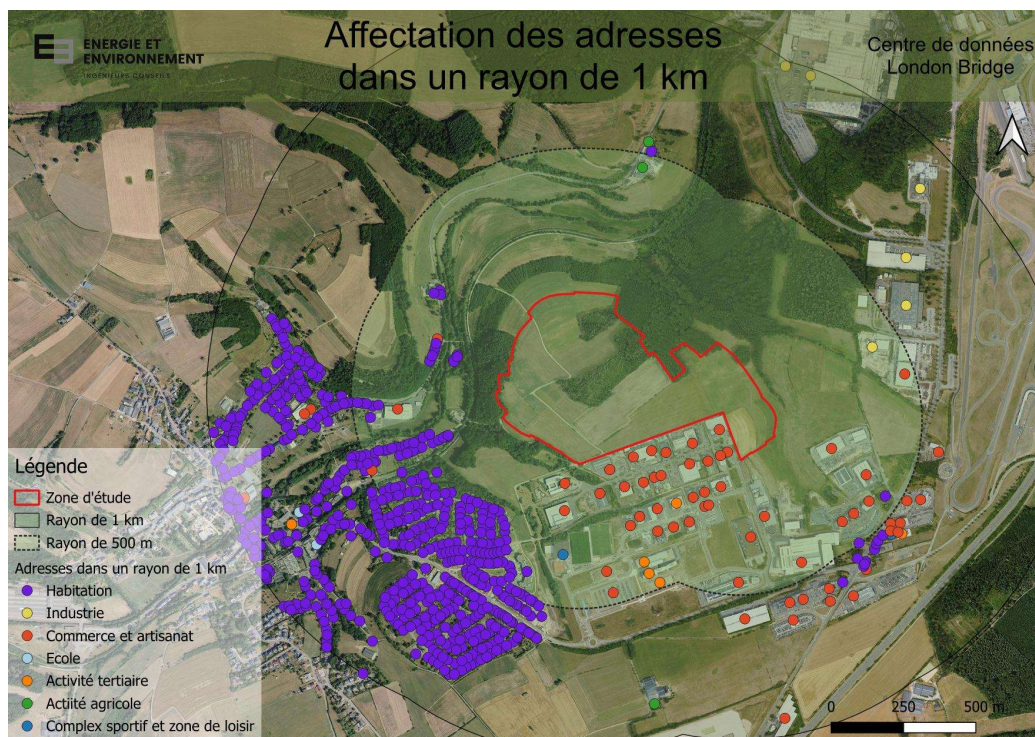 ENERGIE ET
ENVIRONNEMENT
INGÉNIEURS CONSEILS
Affectation des adresses
dans un rayon de 1 km
Centre de données
London Bridge
Légende
Zone d'étude
Rayon de 1 km
Rayon de 500 m
Adresses dans un rayon de 1 km
Habitation
Industrie
Commerce et artisanat
Ecole
Activité tertiaire
Actiité agricole
Complex sportif et zone de loisir
0 250 500 m